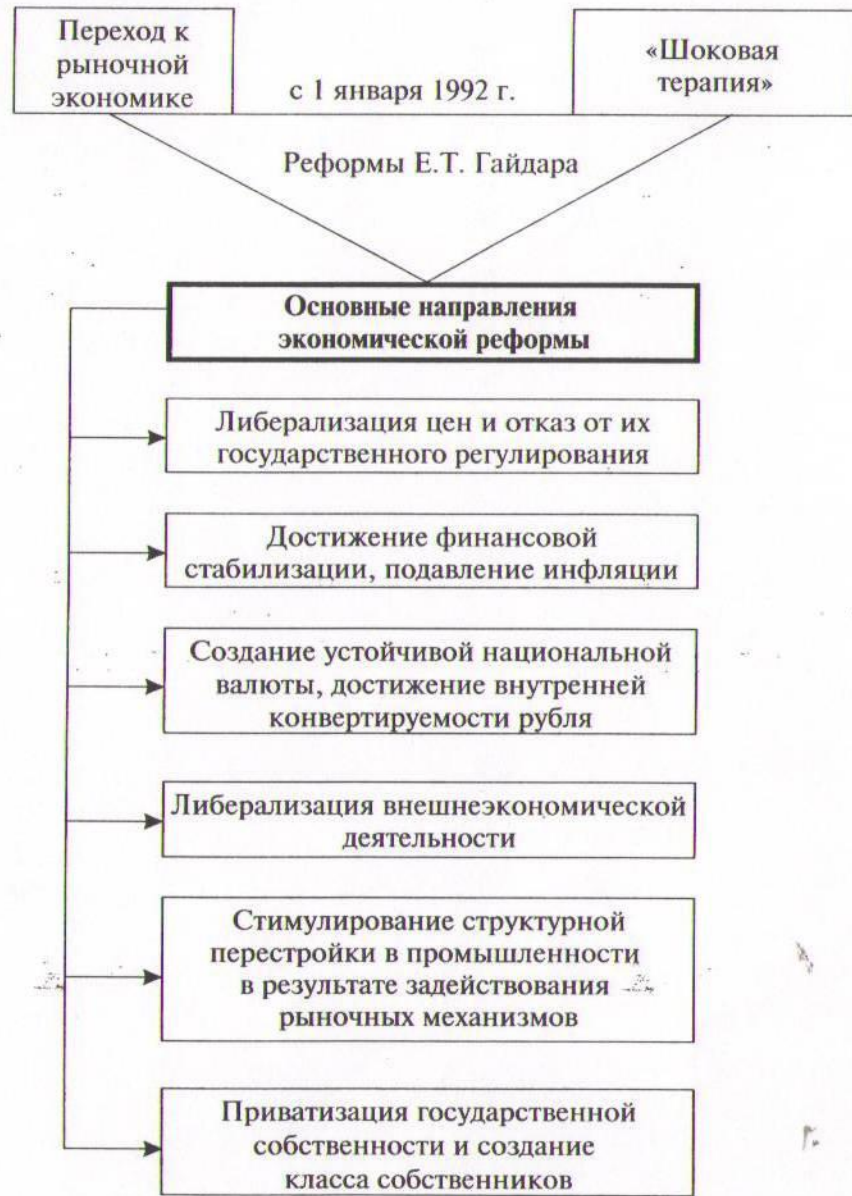 Переход к
рыночной
экономике
с 1 января 1992 г.
«Шоковая
терапия»
Реформы Е.Т. Гайдара
Основные направления
экономической реформы
Либерализация цен и отказ от их
государственного регулирования
Достижение финансовой
стабилизации, подавление инфляции
Создание устойчивой национальной
валюты, достижение внутренней
конвертируемости рубля
Либерализация внешнеэкономической
деятельности
Стимулирование структурной
перестройки в промышленности
в результате задействования
рыночных механизмов
Приватизация государственной
собственности и создание
класса собственников